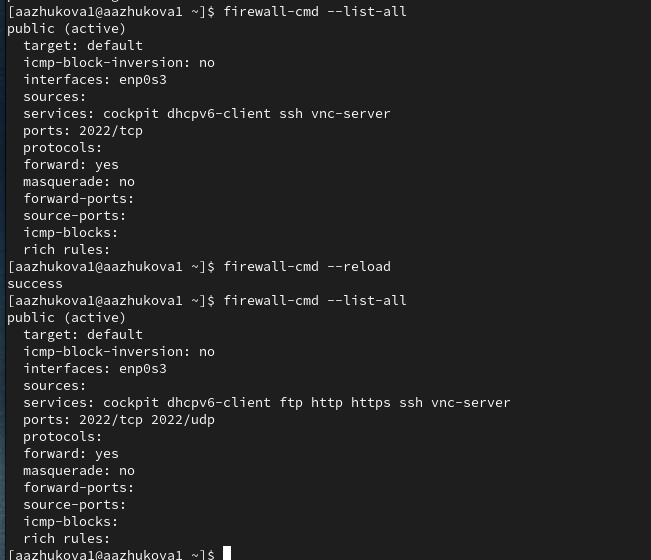 [aazhukova1@aazhukova1 ~]$ firewall-cmd --list-all
public (active)
  target: default
  icmp-block-inversion: no
  interfaces: enp0s3
  sources:
  services: cockpit dhcpv6-client ssh vnc-server
  ports: 2022/tcp
  protocols:
  forward: yes
  masquerade: no
  forward-ports:
  source-ports:
  icmp-blocks:
  rich rules:
[aazhukova1@aazhukova1 ~]$ firewall-cmd --reload
success
[aazhukova1@aazhukova1 ~]$ firewall-cmd --list-all
public (active)
  target: default
  icmp-block-inversion: no
  interfaces: enp0s3
  sources:
  services: cockpit dhcpv6-client ftp http https ssh vnc-server
  ports: 2022/tcp 2022/udp
  protocols:
  forward: yes
  masquerade: no
  forward-ports:
  source-ports:
  icmp-blocks:
  rich rules:
[aazhukova1@aazhukova1 ~]$